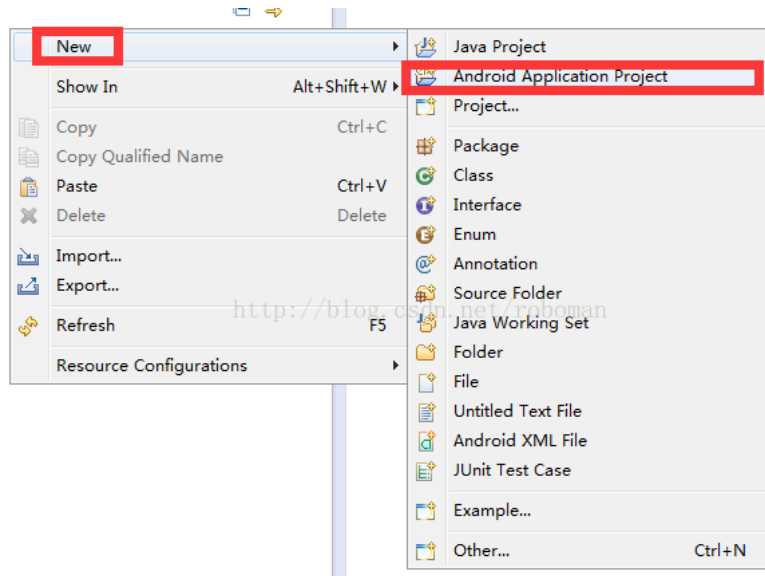 New
Show In Alt+Shift+W
Copy Ctrl+C
Copy Qualified Name
Paste Ctrl+V
Delete Delete
Import...
Export...
Refresh F5
Resource Configurations
Java Project
Android Application Project
Project...
Package
Class
Interface
Enum
Annotation
Source Folder
Java Working Set
Folder
File
Untitled Text File
Android XML File
JUnit Test Case
Example...
Other... Ctrl+N
http://blog.csdn.net/roboman